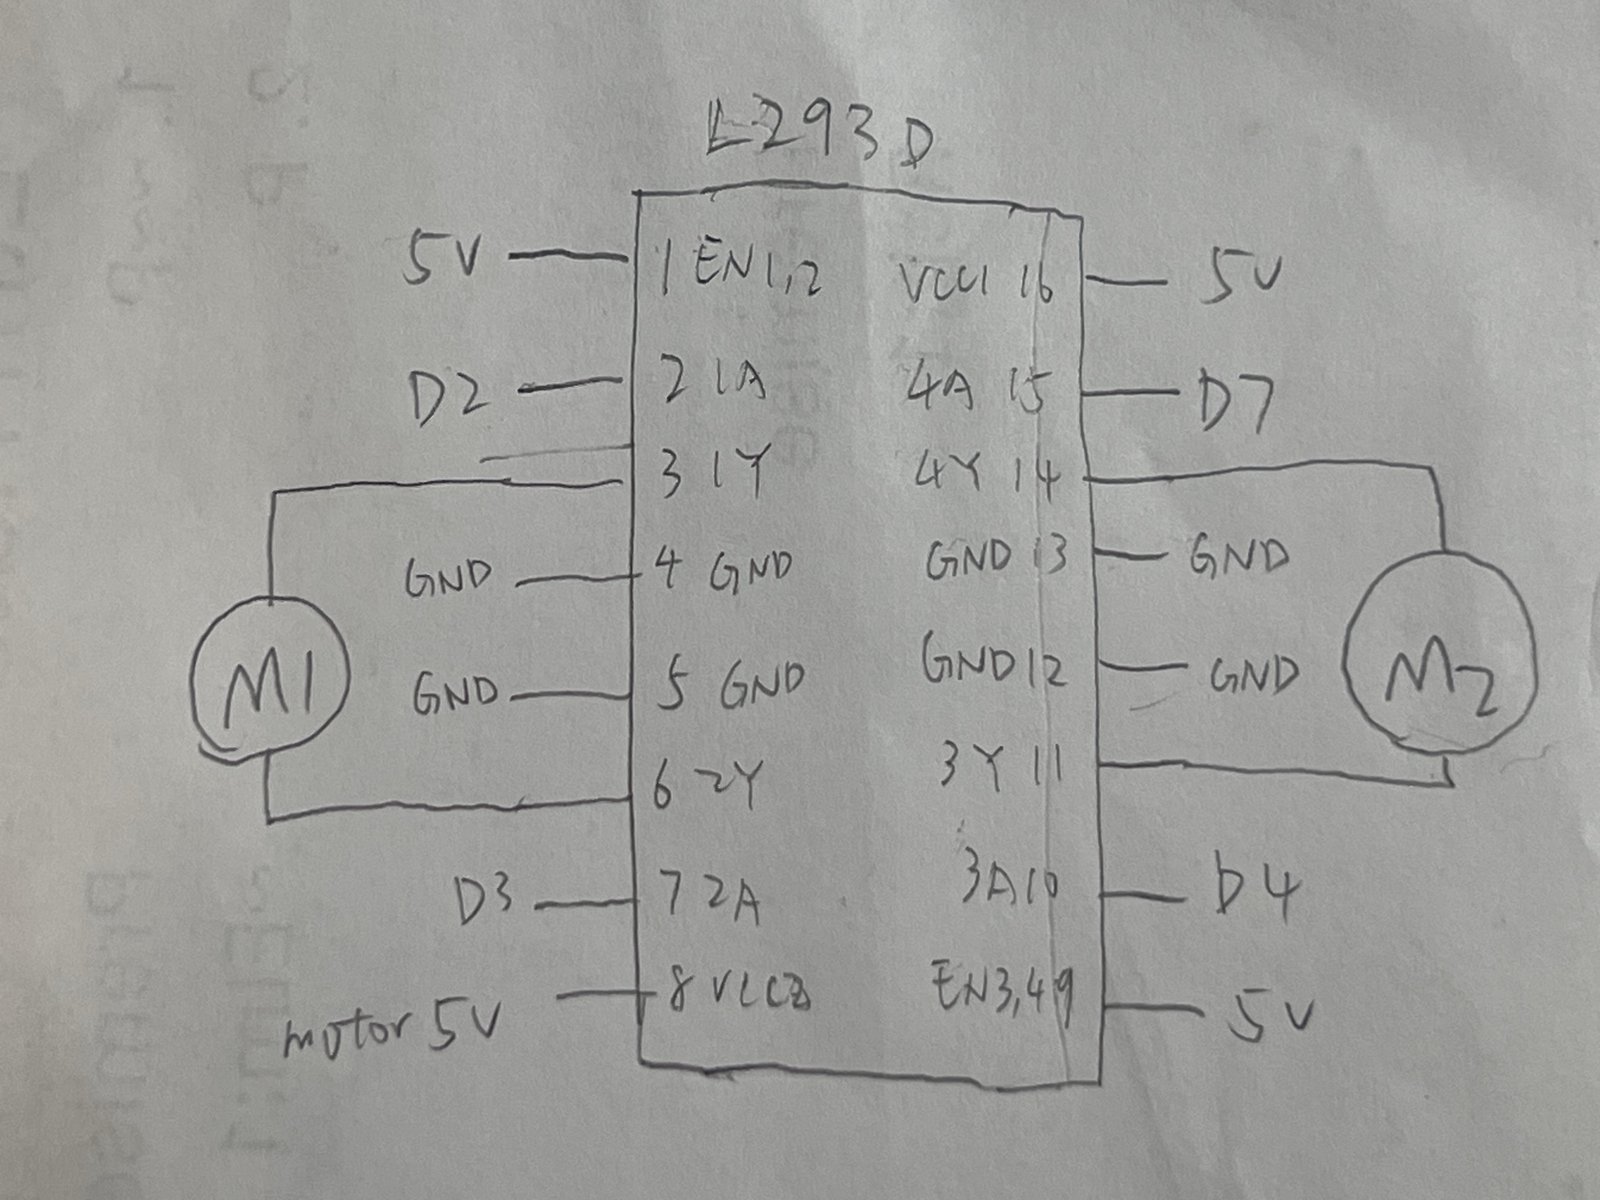 L293D
5V 1 EN1,2 VCC1 16 5V
D2 2 1A 4A 15 D7
3 1Y 4Y 14
GND 4 GND GND 13 GND
GND 5 GND GND 12 GND
M1 M2
6 2Y 3Y 11
D3 7 2A 3A 10 D4
motor 5V 8 VCC2 EN3,4 9 5V